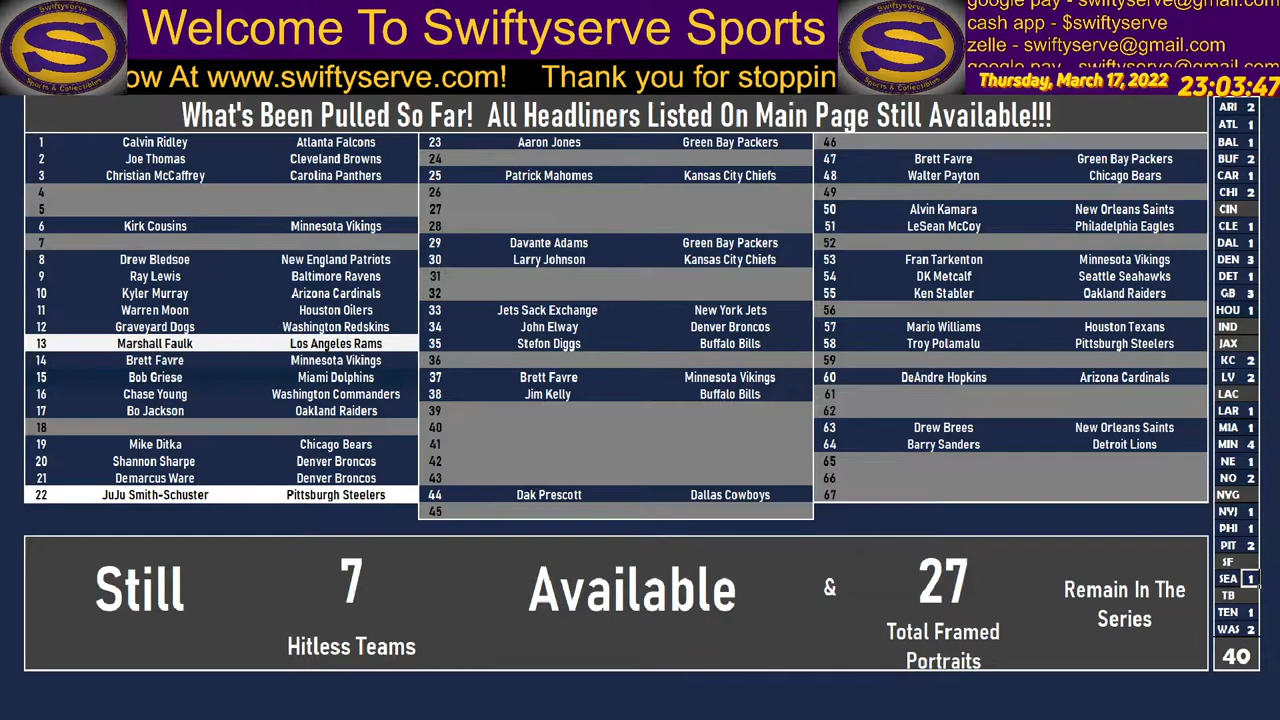 Welcome To Swiftyserve Sports
ow At www.swiftyserve.com! Thank you for stoppin
S
Sports & Collectibles
S
Sports & Collectibles
google pay - swiftyserve@gmail.com
cash app - $swiftyserve
zelle - swiftyserve@gmail.com
google pay - swiftyserve@gmail.com
Thursday, March 17, 2022 23:03:47
What's Been Pulled So Far! All Headliners Listed On Main Page Still Available!!!
1 Calvin Ridley Atlanta Falcons
2 Joe Thomas Cleveland Browns
3 Christian McCaffrey Carolina Panthers
4
5
6 Kirk Cousins Minnesota Vikings
7
8 Drew Bledsoe New England Patriots
9 Ray Lewis Baltimore Ravens
10 Kyler Murray Arizona Cardinals
11 Warren Moon Houston Oilers
12 Graveyard Dogs Washington Redskins
13 Marshall Faulk Los Angeles Rams
14 Brett Favre Minnesota Vikings
15 Bob Griese Miami Dolphins
16 Chase Young Washington Commanders
17 Bo Jackson Oakland Raiders
18
19 Mike Ditka Chicago Bears
20 Shannon Sharpe Denver Broncos
21 Demarcus Ware Denver Broncos
22 JuJu Smith-Schuster Pittsburgh Steelers
23 Aaron Jones Green Bay Packers
24
25 Patrick Mahomes Kansas City Chiefs
26
27
28
29 Davante Adams Green Bay Packers
30 Larry Johnson Kansas City Chiefs
31
32
33 Jets Sack Exchange New York Jets
34 John Elway Denver Broncos
35 Stefon Diggs Buffalo Bills
36
37 Brett Favre Minnesota Vikings
38 Jim Kelly Buffalo Bills
39
40
41
42
43
44 Dak Prescott Dallas Cowboys
45
46
47 Brett Favre Green Bay Packers
48 Walter Payton Chicago Bears
49
50 Alvin Kamara New Orleans Saints
51 LeSean McCoy Philadelphia Eagles
52
53 Fran Tarkenton Minnesota Vikings
54 DK Metcalf Seattle Seahawks
55 Ken Stabler Oakland Raiders
56
57 Mario Williams Houston Texans
58 Troy Polamalu Pittsburgh Steelers
59
60 DeAndre Hopkins Arizona Cardinals
61
62
63 Drew Brees New Orleans Saints
64 Barry Sanders Detroit Lions
65
66
67
ARI 2
ATL 1
BAL 1
BUF 2
CAR 1
CHI 2
CIN
CLE 1
DAL 1
DEN 3
DET 1
GB 3
HOU 1
IND
JAX
KC 2
LV 2
LAC
LAR 1
MIA 1
MIN 4
NE 1
NO 2
NYG
NYJ 1
PHI 1
PIT 2
SF
SEA 1
TB
TEN 1
WAS 2
40
Still 7 Available & 27 Remain In The
Series
Hitless Teams
Total Framed
Portraits